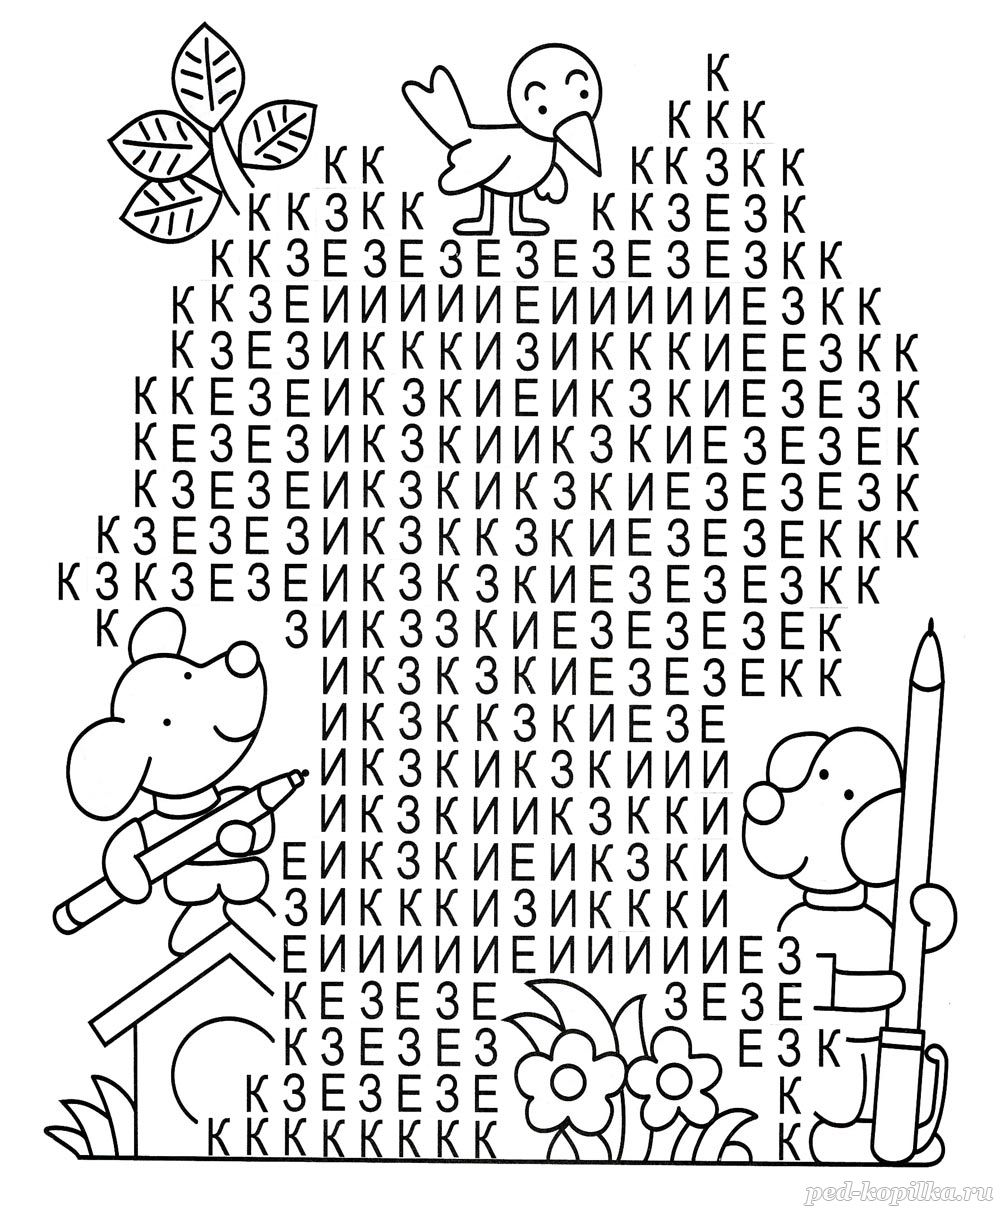 К
К К К
К К К К З К К
К К З К К К К З Е З К
К К З Е З Е З Е З Е З Е З Е З К К
К К З Е И И И И И Е И И И И И Е З К К
К З Е З И К К К И З И К К К И Е Е З К К
К К Е З Е И К З К И Е И К З К И Е З Е З К
К Е З Е З И К З К И И К З К И Е З Е З Е К
К З Е З Е И К З К И К З К И Е З Е З Е З К
К З Е З Е З И К З К К З К И Е З Е З Е К К К
К З К З Е З Е И К З К З К И Е З Е З Е З К К
К З И К З З К И Е З Е З Е З Е К
И К З К З К И Е З Е З Е К К
И К З К К З К И Е З Е
И К З К И К З К И И И
И К З К И И К З К К И
Е И К З К И Е И К З К И
З И К К К И З И К К К И
Е И И И И И Е И И И И И Е З
К Е З Е З Е З Е З Е
К З Е З Е З Е З К
К З Е З Е З Е К
К К К К К К К К К
ped-kopilka.ru